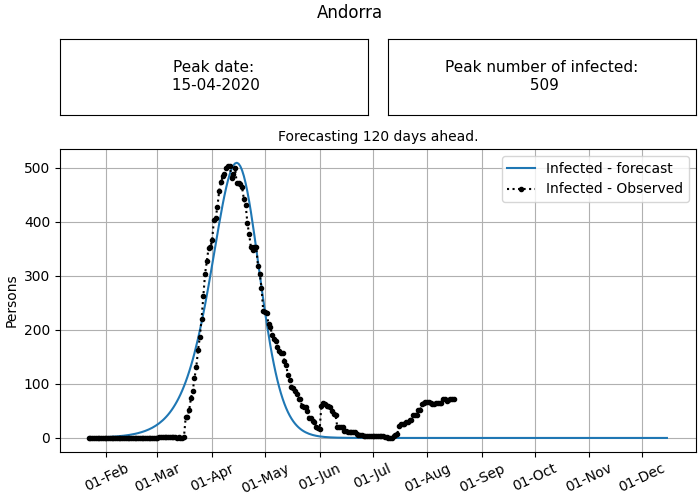 Andorra
Peak date:
15-04-2020
Peak number of infected:
509
Forecasting 120 days ahead.
Infected - forecast
Infected - Observed
Persons
500
400
300
200
100
0
01-Feb
01-Mar
01-Apr
01-May
01-Jun
01-Jul
01-Aug
01-Sep
01-Oct
01-Nov
01-Dec